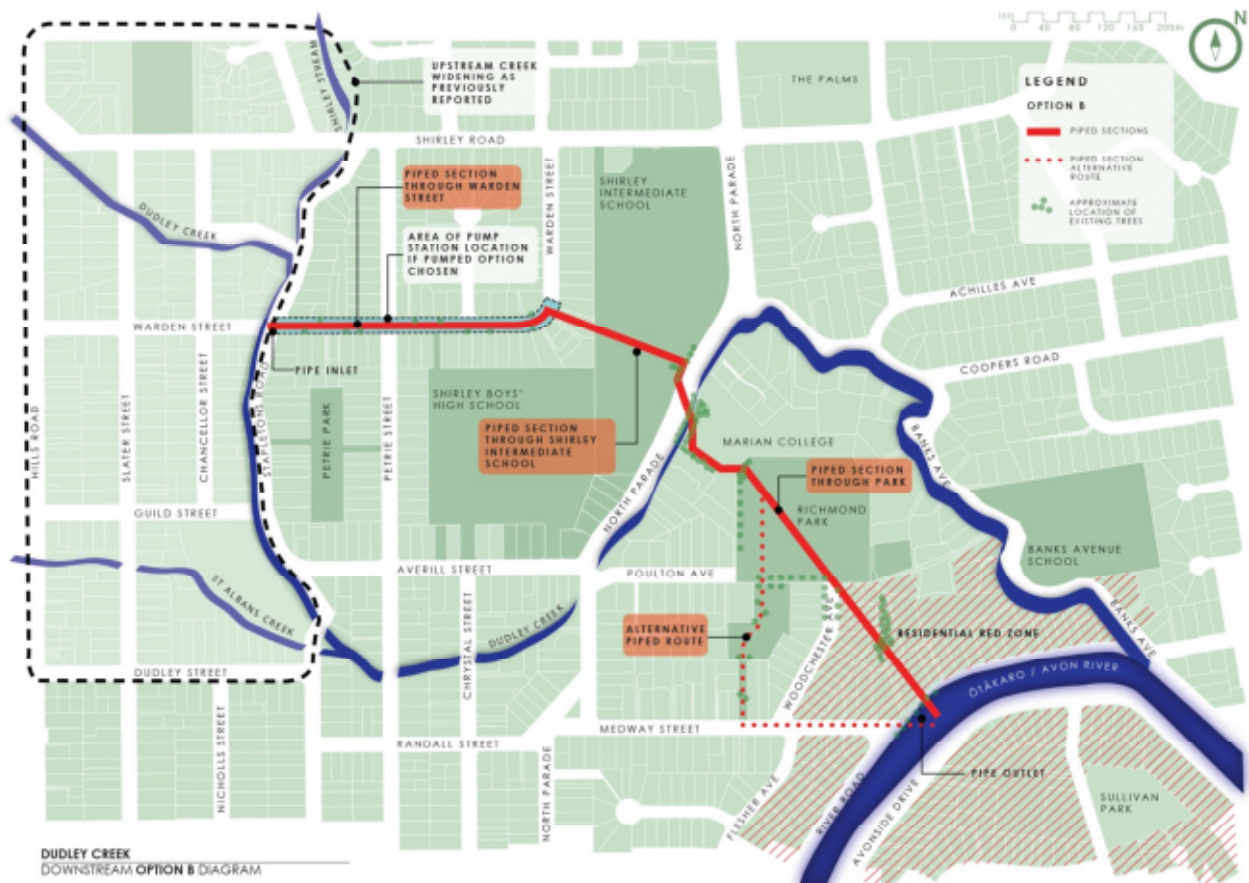 N
0 40 80 120 160 200m
LEGEND
OPTION B
PIPED SECTIONS
PIPED SECTION
ALTERNATIVE
ROUTE
APPROXIMATE
LOCATION OF
EXISTING TREES
THE PALMS
UPSTREAM CREEK
WIDENING AS
PREVIOUSLY
REPORTED
SHIRLEY STREAM
SHIRLEY ROAD
PIPED SECTION
THROUGH WARDEN
STREET
WARDEN STREET
SHIRLEY
INTERMEDIATE
SCHOOL
NORTH PARADE
DUDLEY CREEK
AREA OF PUMP
STATION LOCATION
IF PUMPED OPTION
CHOSEN
ACHILLES AVE
WARDEN STREET
COOPERS ROAD
PIPE INLET
HILLS ROAD
SLATER STREET
CHANCELLOR STREET
STAPLETONS ROAD
PETRIE PARK
PETRIE STREET
SHIRLEY BOYS'
HIGH SCHOOL
PIPED SECTION
THROUGH SHIRLEY
INTERMEDIATE
SCHOOL
MARIAN COLLEGE
BANKS AVE
PIPED SECTION
THROUGH PARK
RICHMOND
PARK
NORTH PARADE
GUILD STREET
BANKS AVENUE
SCHOOL
AVERILL STREET
POULTON AVE
ST ALBANS CREEK
CHRYSTAL STREET
DUDLEY CREEK
ALTERNATIVE
PIPED ROUTE
WOODCHESTER AVE
RESIDENTIAL RED ZONE
BANKS AVE
DUDLEY STREET
ŌTĀKARO / AVON RIVER
NICHOLLS STREET
RANDALL STREET
NORTH PARADE
MEDWAY STREET
FLESHER AVE
RIVER ROAD
AVONSIDE DRIVE
PIPE OUTLET
SULLIVAN
PARK
DUDLEY CREEK
DOWNSTREAM OPTION B DIAGRAM